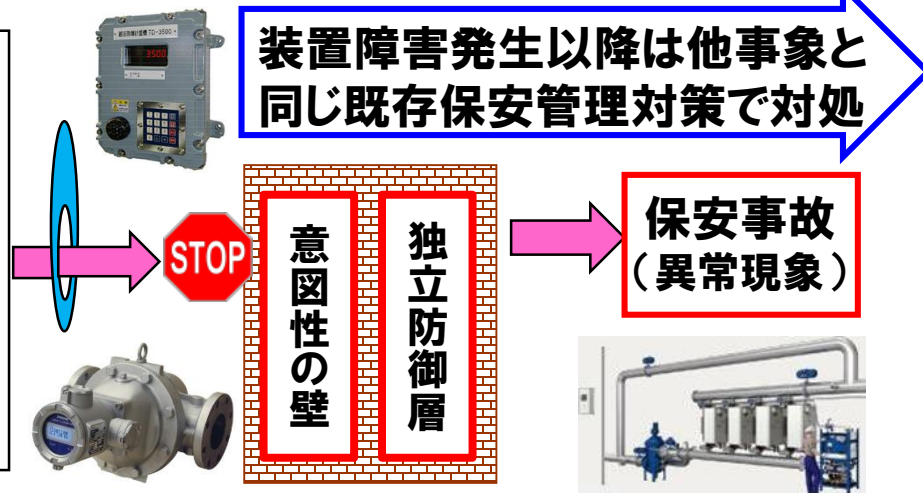 装置障害発生以降は他事象と
同じ既存保安管理対策で対処
3500
STOP
意図性の壁
独立防御層
保安事故
(異常現象)